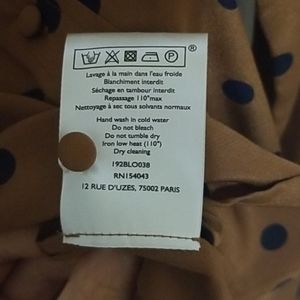 ®
Lavage à la main dans l'eau froide
Blanchiment interdit
Séchage en tambour interdit
Repassage 110°max
Nettoyage à sec tous solvants normaux
Hand wash in cold water
Do not bleach
Do not tumble dry
Iron low heat (110°)
Dry cleaning
192BLO038
RN154043
12 RUE D'UZES, 75002 PARIS